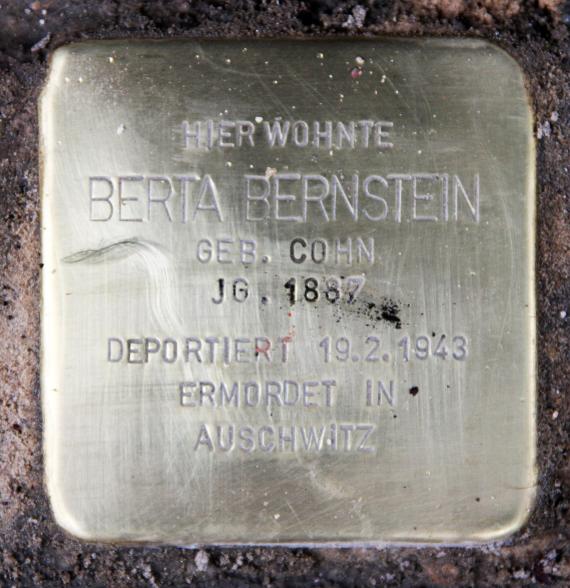 HIER WOHNTE
BERTA BERNSTEIN
GEB. COHN
JG. 1887
DEPORTIERT 19.2.1943
ERMORDET IN
AUSCHWITZ